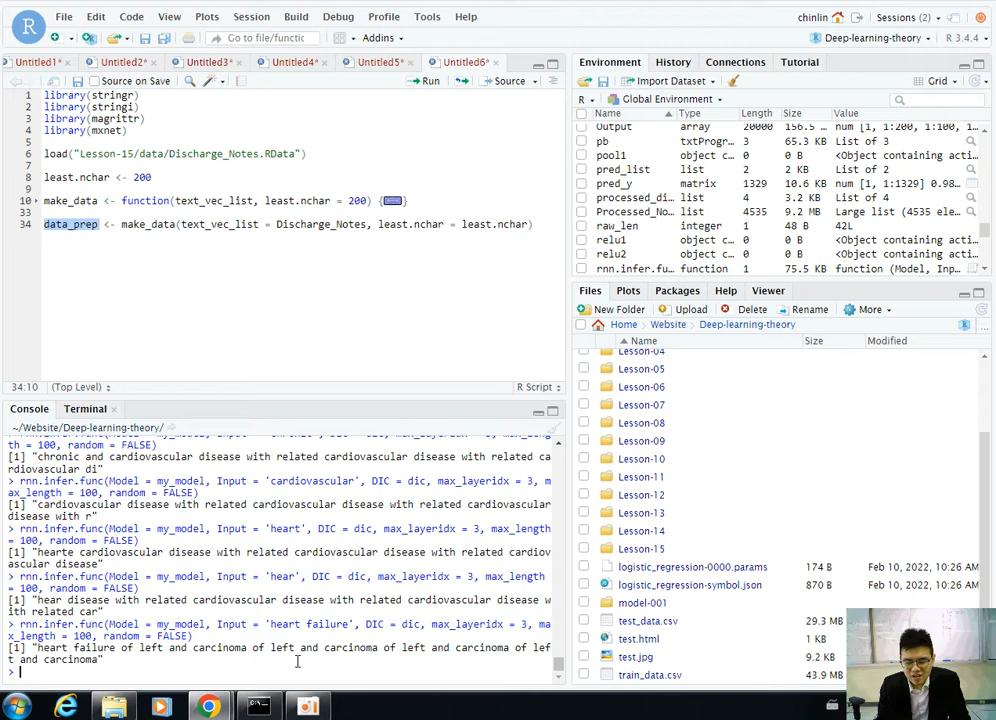 File Edit Code View Plots Session Build Debug Profile Tools Help
R
Go to file/functic
Addins
chinlin
Sessions (2)
Deep-learning-theory
R 3.4.4
Untitled1* × Untitled2* × Untitled3* × Untitled4* × Untitled5* × Untitled6* ×
Source on Save
Run
Source
1 library(stringr)
2 library(stringi)
3 library(magrittr)
4 library(mxnet)
5
6 load("Lesson-15/data/Discharge_Notes.RData")
7
8 least.nchar <- 200
9
10 make_data <- function(text_vec_list, least.nchar = 200) {
33
34 data_prep <- make_data(text_vec_list = Discharge_Notes, least.nchar = least.nchar)
34:10 (Top Level)
R Script
Console Terminal ×
~/Website/Deep-learning-theory/
th = 100, random = FALSE)
[1] "chronic and cardiovascular disease with related cardiovascular disease with related ca
rdiovascular di"
> rnn.infer.func(Model = my_model, Input = 'cardiovascular', DIC = dic, max_layeridx = 3, m
ax_length = 100, random = FALSE)
[1] "cardiovascular disease with related cardiovascular disease with related cardiovascular
disease with r"
> rnn.infer.func(Model = my_model, Input = 'heart', DIC = dic, max_layeridx = 3, max_length
= 100, random = FALSE)
[1] "hearte cardiovascular disease with related cardiovascular disease with related cardiov
ascular disease"
> rnn.infer.func(Model = my_model, Input = 'hear', DIC = dic, max_layeridx = 3, max_length
= 100, random = FALSE)
[1] "hear disease with related cardiovascular disease with related cardiovascular disease w
ith related car"
> rnn.infer.func(Model = my_model, Input = 'heart failure', DIC = dic, max_layeridx = 3, ma
x_length = 100, random = FALSE)
[1] "heart failure of left and carcinoma of left and carcinoma of left and carcinoma of lef
t and carcinoma"
>
Environment History Connections Tutorial
Import Dataset
Grid
R Global Environment
Name Type Length Size Value
Output array 20000 156.5 … num [1, 1:200, 1:100, 1…
pb txtProgr… 3 65.3 KB List of 3
pool1 object c… 0 0 B <Object containing acti…
pred_list list 2 2 KB List of 2
pred_y matrix 1329 10.6 KB num [1, 1:1329] 0.98…
processed_di… list 4 3.2 KB List of 4
Processed_No… list 4535 9.2 MB Large list (4535 ele…
raw_len integer 1 48 B 42L
relu1 object c… 0 0 B <Object containing acti…
relu2 object c… 0 0 B <Object containing acti…
rnn.infer.fu… function 1 75.5 KB function (Model, Inp…
Files Plots Packages Help Viewer
New Folder Upload Delete Rename More
Home Website Deep-learning-theory
Name Size Modified
Lesson-04
Lesson-05
Lesson-06
Lesson-07
Lesson-08
Lesson-09
Lesson-10
Lesson-11
Lesson-12
Lesson-13
Lesson-14
Lesson-15
logistic_regression-0000.params 174 B Feb 10, 2022, 10:26 AM
logistic_regression-symbol.json 870 B Feb 10, 2022, 10:26 AM
model-001
test_data.csv 29.3 MB
test.html 1 KB
test.jpg 9.2 KB
train_data.csv 43.9 MB